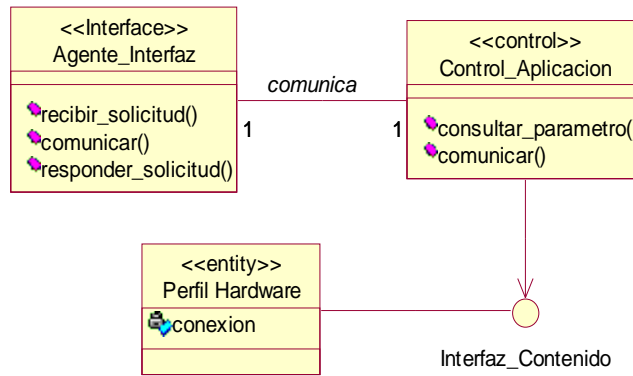 <<Interface>>
Agente_Interfaz
recibir_solicitud()
comunicar()
responder_solicitud()
comunica
1
1
<<control>>
Control_Aplicacion
consultar_parametro(
comunicar()
<<entity>>
Perfil Hardware
conexion
Interfaz_Contenido